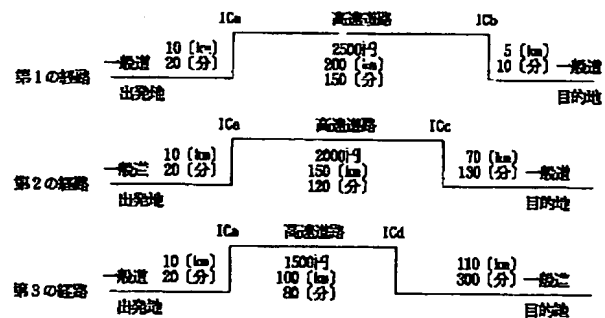 ICa 高速道路 ICb
10 (km) 2500円 5 (km)
一般道 20 (分) 200 (km) 10 (分) 一般道
第1の経路 150 (分)
出発地 目的地
ICa 高速道路 ICc
10 (km) 2000円 70 (km)
一般道 20 (分) 150 (km) 130 (分) 一般道
第2の経路 120 (分)
出発地 目的地
ICa 高速道路 ICd
10 (km) 1500円 110 (km)
一般道 20 (分) 100 (km) 300 (分) 一般道
第3の経路 80 (分)
出発地 目的地